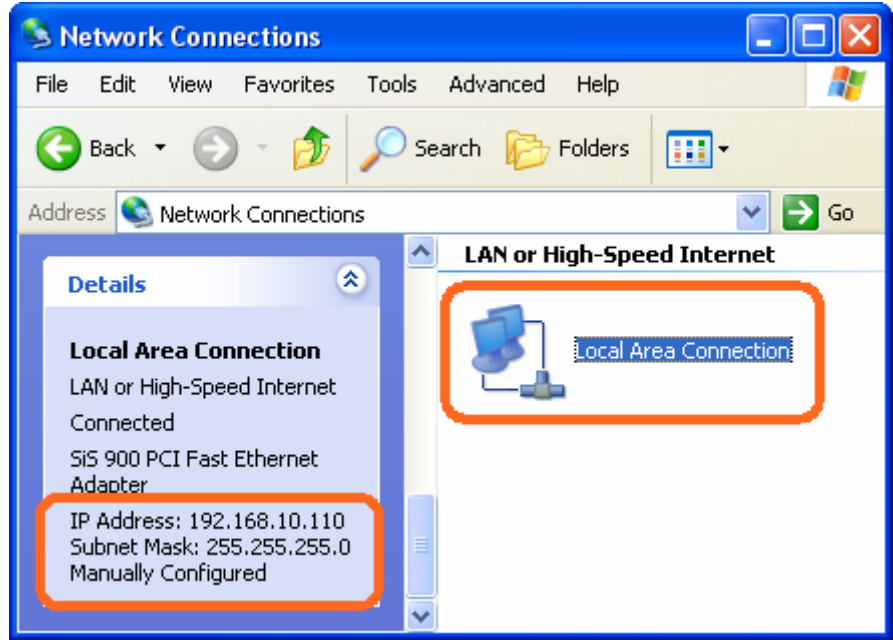 Network Connections
File Edit View Favorites Tools Advanced Help
Back Search Folders
Address Network Connections Go
Details
Local Area Connection
LAN or High-Speed Internet
Connected
SiS 900 PCI Fast Ethernet
Adapter
IP Address: 192.168.10.110
Subnet Mask: 255.255.255.0
Manually Configured
LAN or High-Speed Internet
Local Area Connection